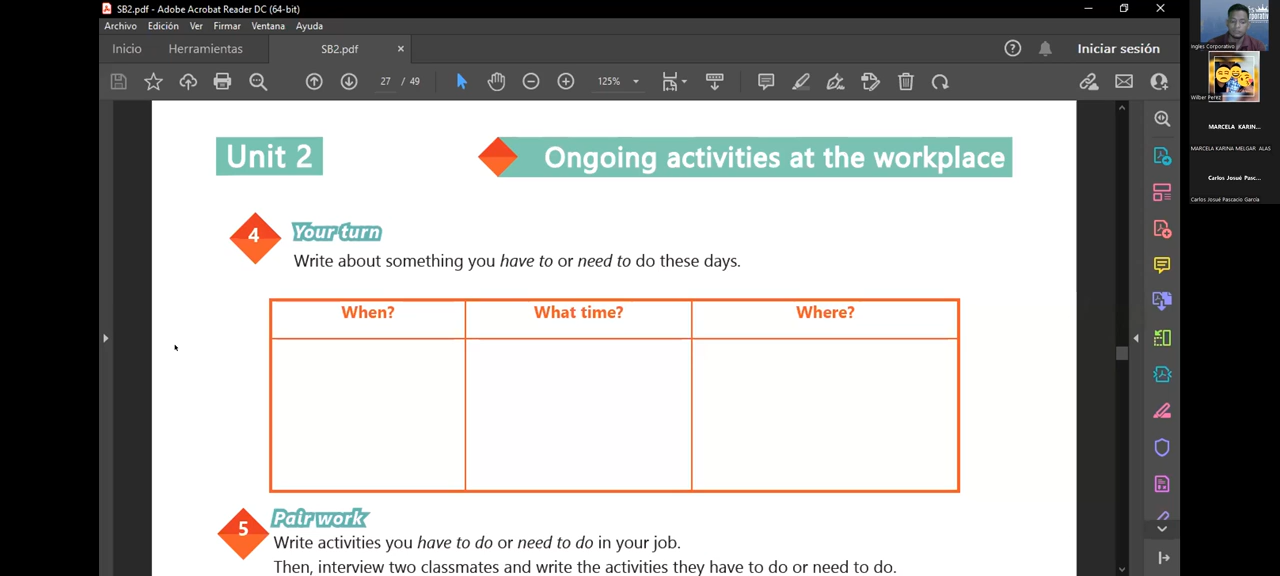 SB2.pdf - Adobe Acrobat Reader DC (64-bit)
Archivo Edición Ver Firmar Ventana Ayuda
Inicio Herramientas SB2.pdf Iniciar sesión
27 / 49 125%
Unit 2
Ongoing activities at the workplace
4 Your turn
Write about something you have to or need to do these days.
When? What time? Where?
5 Pair work
Write activities you have to do or need to do in your job.
Then, interview two classmates and write the activities they have to do or need to do.
Ingles Corporativo
Wilber Perez
MARCELA KARIN...
MARCELA KARINA MELGAR ALAS
Carlos Josué Pasc...
Carlos Josué Pascacio García